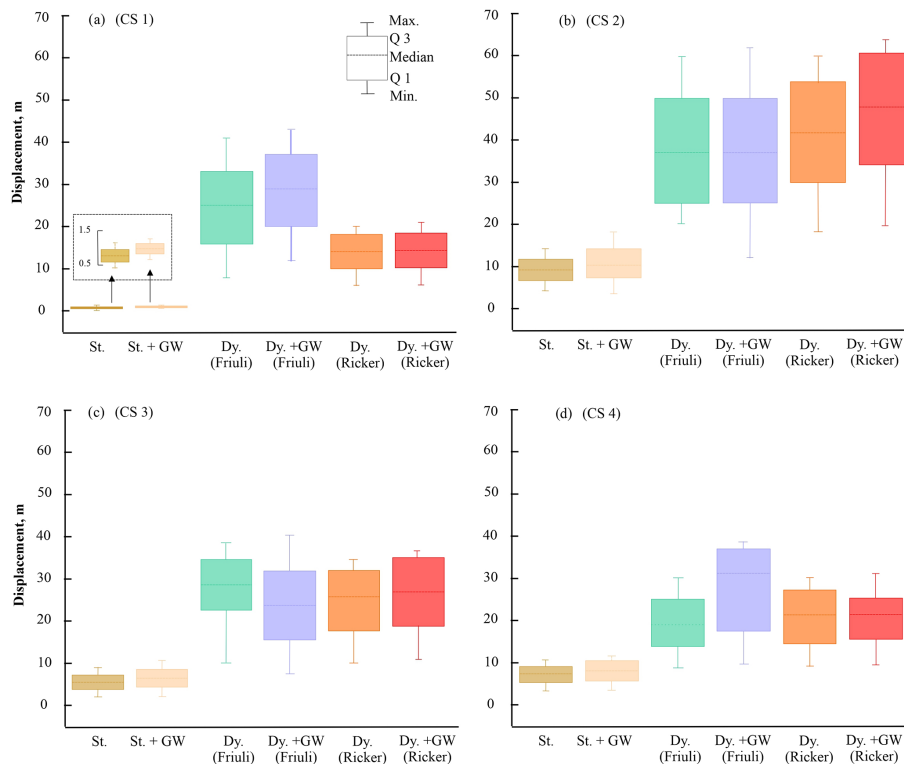 (a) (CS 1)
Max.
Q 3
Median
Q 1
Min.
Displacement, m
70
60
50
40
30
20
10
0
1.5
0.5
St. St. + GW Dy. Dy. +GW Dy. Dy. +GW
(Friuli) (Friuli) (Ricker) (Ricker)
(b) (CS 2)
70
60
50
40
30
20
10
0
St. St. + GW Dy. Dy. +GW Dy. Dy. +GW
(Friuli) (Friuli) (Ricker) (Ricker)
(c) (CS 3)
Displacement, m
70
60
50
40
30
20
10
0
St. St. + GW Dy. Dy. +GW Dy. Dy. +GW
(Friuli) (Friuli) (Ricker) (Ricker)
(d) (CS 4)
70
60
50
40
30
20
10
0
St. St. + GW Dy. Dy. +GW Dy. Dy. +GW
(Friuli) (Friuli) (Ricker) (Ricker)